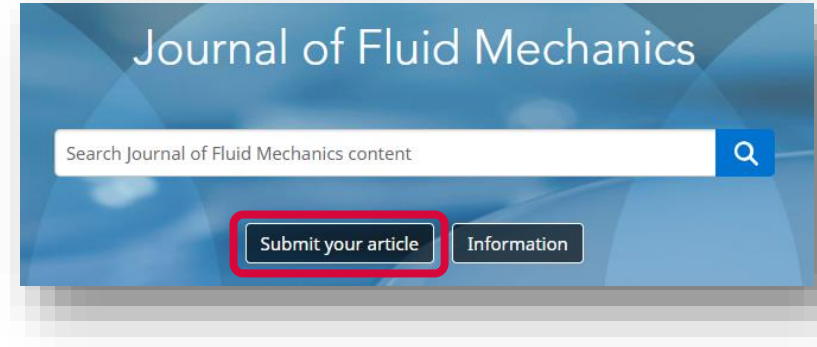 Journal of Fluid Mechanics
Search Journal of Fluid Mechanics content
Submit your article Information